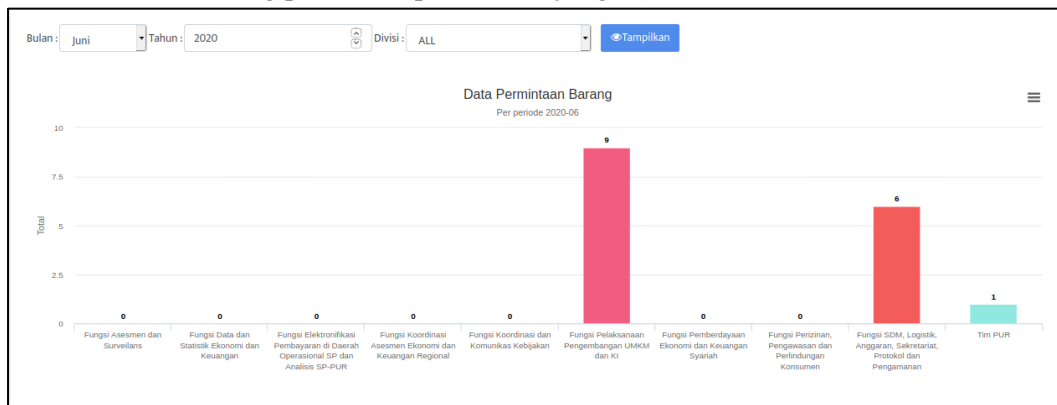 Bulan : Juni Tahun : 2020 Divisi : ALL Tampilkan
Data Permintaan Barang
Per periode 2020-06
10
7.5
5
2.5
0
Total
0
0
0
0
0
9
0
0
6
1
Fungsi Asesmen dan
Surveilans
Fungsi Data dan
Statistik Ekonomi dan
Keuangan
Fungsi Elektronifikasi
Pembayaran di Daerah
Operasional SP dan
Analisis SP-PUR
Fungsi Koordinasi
Asesmen Ekonomi dan
Keuangan Regional
Fungsi Koordinasi dan
Komunikas Kebijakan
Fungsi Pelaksanaan
Pengembangan UMKM
dan KI
Fungsi Pemberdayaan
Ekonomi dan Keuangan
Syariah
Fungsi Perizinan,
Pengawasan dan
Perlindungan
Konsumen
Fungsi SDM, Logistik,
Anggaran, Sekretariat,
Protokol dan
Pengamanan
Tim PUR